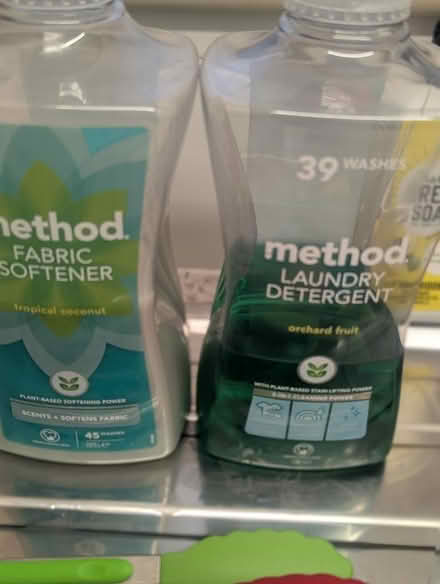 method.
FABRIC
SOFTENER
tropical coconut
PLANT-BASED SOFTENING POWER
SCENTS + SOFTENS FABRIC
45 WASHES
39 WASHES
method.
LAUNDRY
DETERGENT
orchard fruit
WITH PLANT-BASED STAIN LIFTING POWER
3-IN-1 CLEANING POWER